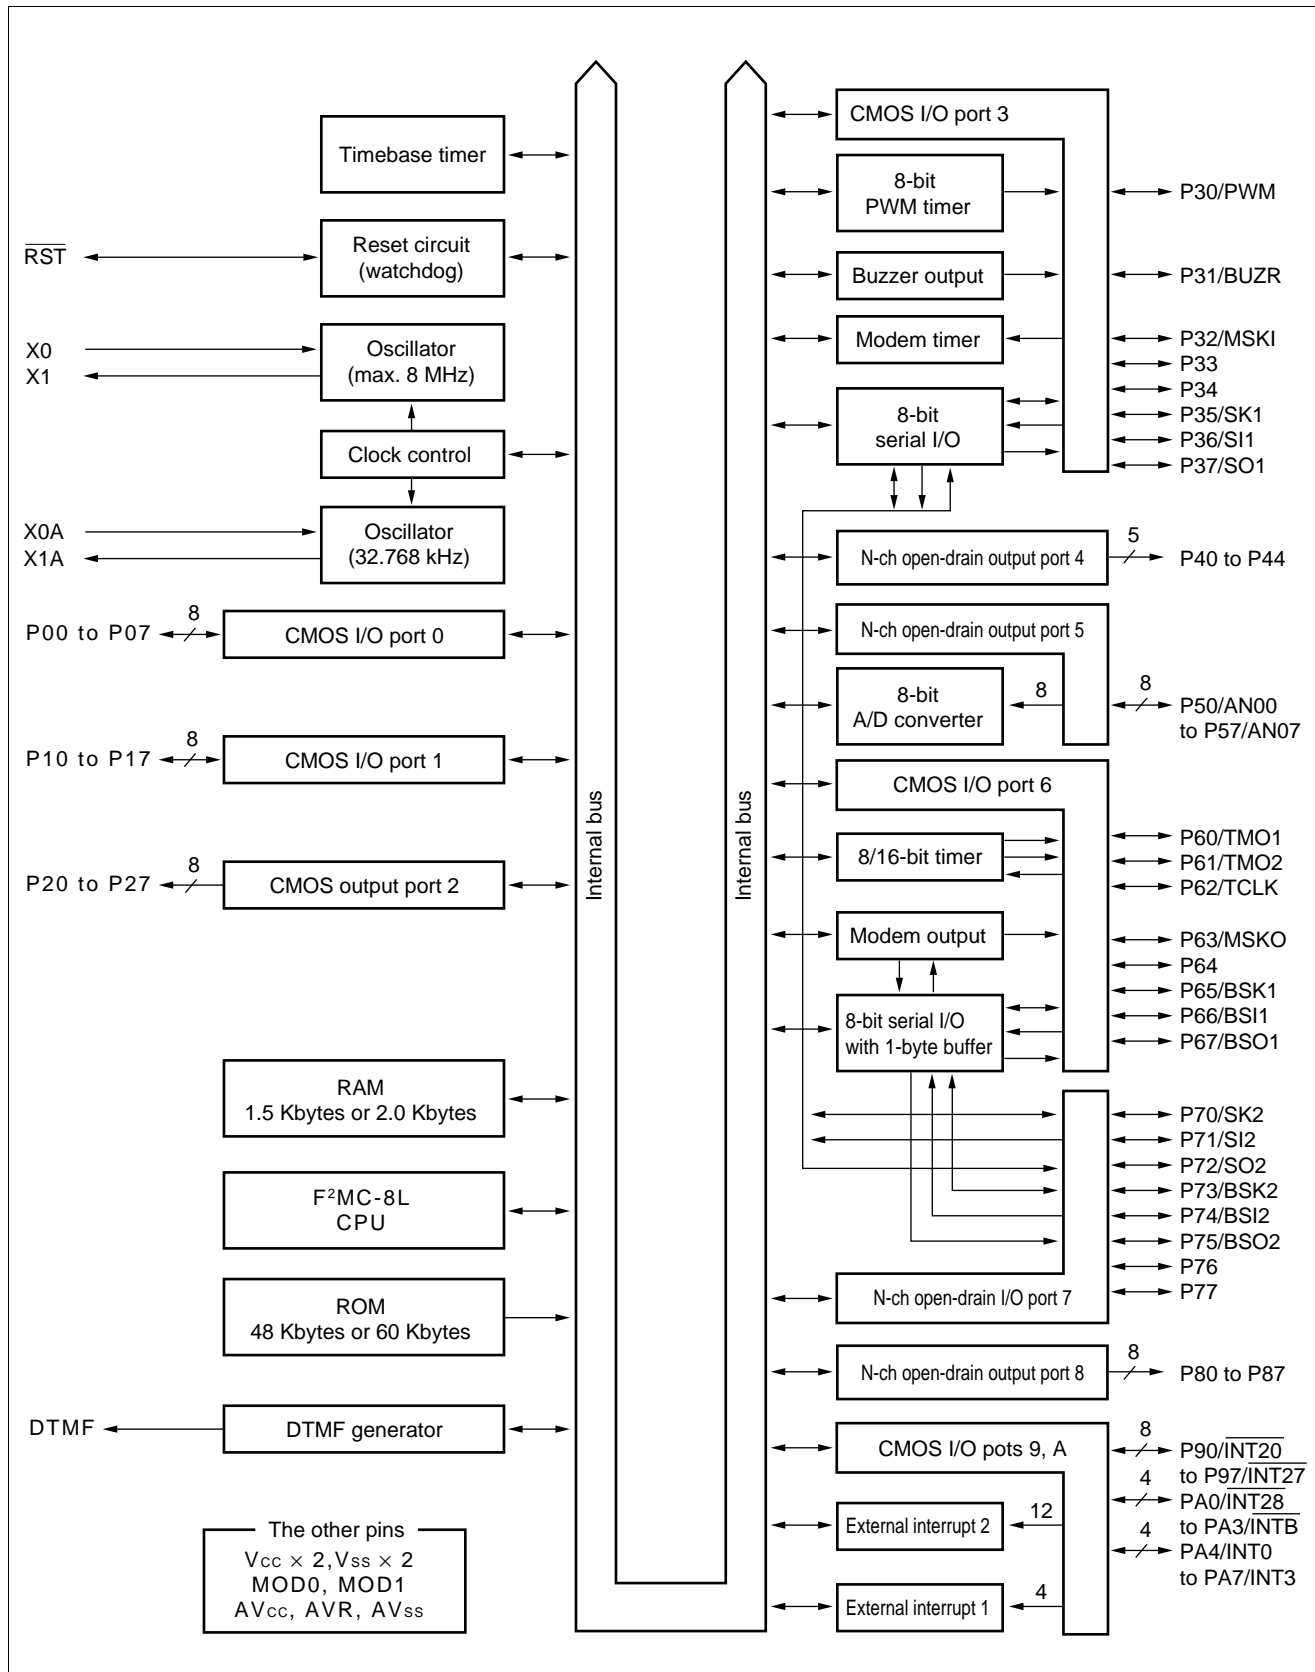 Timebase timer
RST
Reset circuit
(watchdog)
X0
X1
Oscillator
(max. 8 MHz)
Clock control
X0A
X1A
Oscillator
(32.768 kHz)
P00 to P07
8
CMOS I/O port 0
P10 to P17
8
CMOS I/O port 1
P20 to P27
8
CMOS output port 2
RAM
1.5 Kbytes or 2.0 Kbytes
F²MC-8L
CPU
ROM
48 Kbytes or 60 Kbytes
DTMF
DTMF generator
The other pins
VCC × 2, VSS × 2
MOD0, MOD1
AVCC, AVR, AVSS
Internal bus
Internal bus
CMOS I/O port 3
8-bit
PWM timer
P30/PWM
Buzzer output
P31/BUZR
Modem timer
P32/MSKI
P33
P34
8-bit
serial I/O
P35/SK1
P36/SI1
P37/SO1
N-ch open-drain output port 4
5
P40 to P44
N-ch open-drain output port 5
8-bit
A/D converter
8
8
P50/AN00
to P57/AN07
CMOS I/O port 6
8/16-bit timer
P60/TMO1
P61/TMO2
P62/TCLK
Modem output
P63/MSKO
P64
8-bit serial I/O
with 1-byte buffer
P65/BSK1
P66/BSI1
P67/BSO1
P70/SK2
P71/SI2
P72/SO2
P73/BSK2
P74/BSI2
P75/BSO2
P76
P77
N-ch open-drain I/O port 7
N-ch open-drain output port 8
8
P80 to P87
CMOS I/O pots 9, A
8
P90/INT20
to P97/INT27
4
PA0/INT28
to PA3/INTB
4
PA4/INT0
to PA7/INT3
External interrupt 2
12
External interrupt 1
4